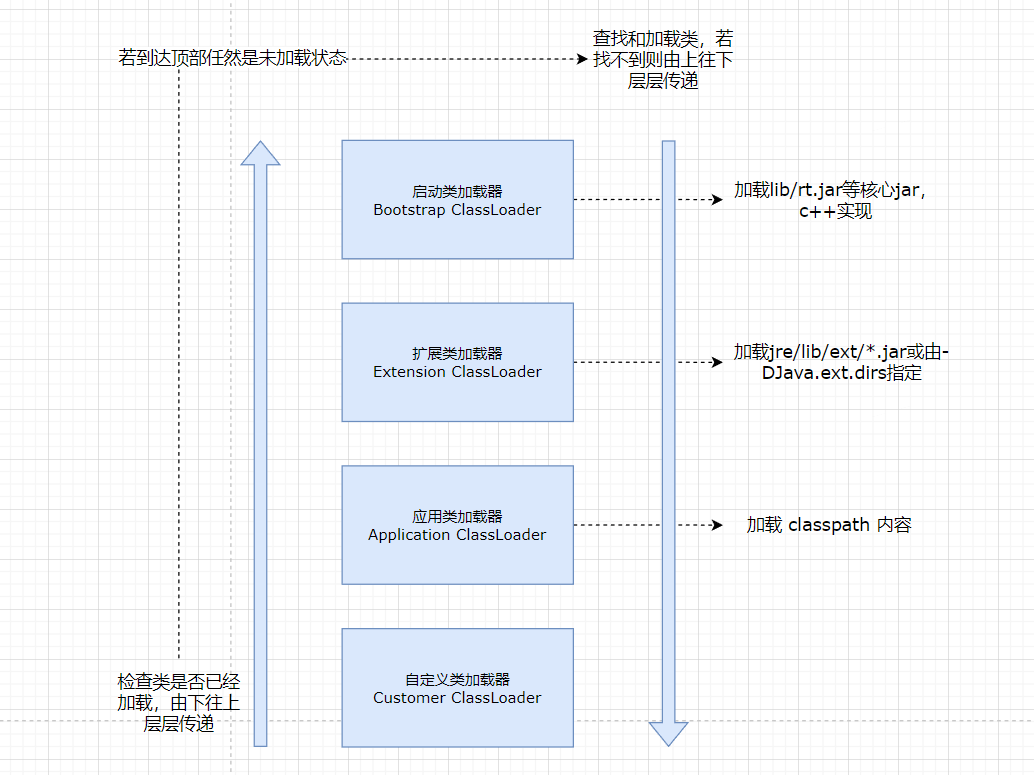 若到达顶部任然是未加载状态
查找和加载类，若
找不到则由上往下
层层传递
启动类加载器
Bootstrap ClassLoader
加载lib/rt.jar等核心jar，
c++实现
扩展类加载器
Extension ClassLoader
加载jre/lib/ext/*.jar或由-
DJava.ext.dirs指定
应用类加载器
Application ClassLoader
加载 classpath 内容
自定义类加载器
Customer ClassLoader
检查类是否已经
加载，由下往上
层层传递